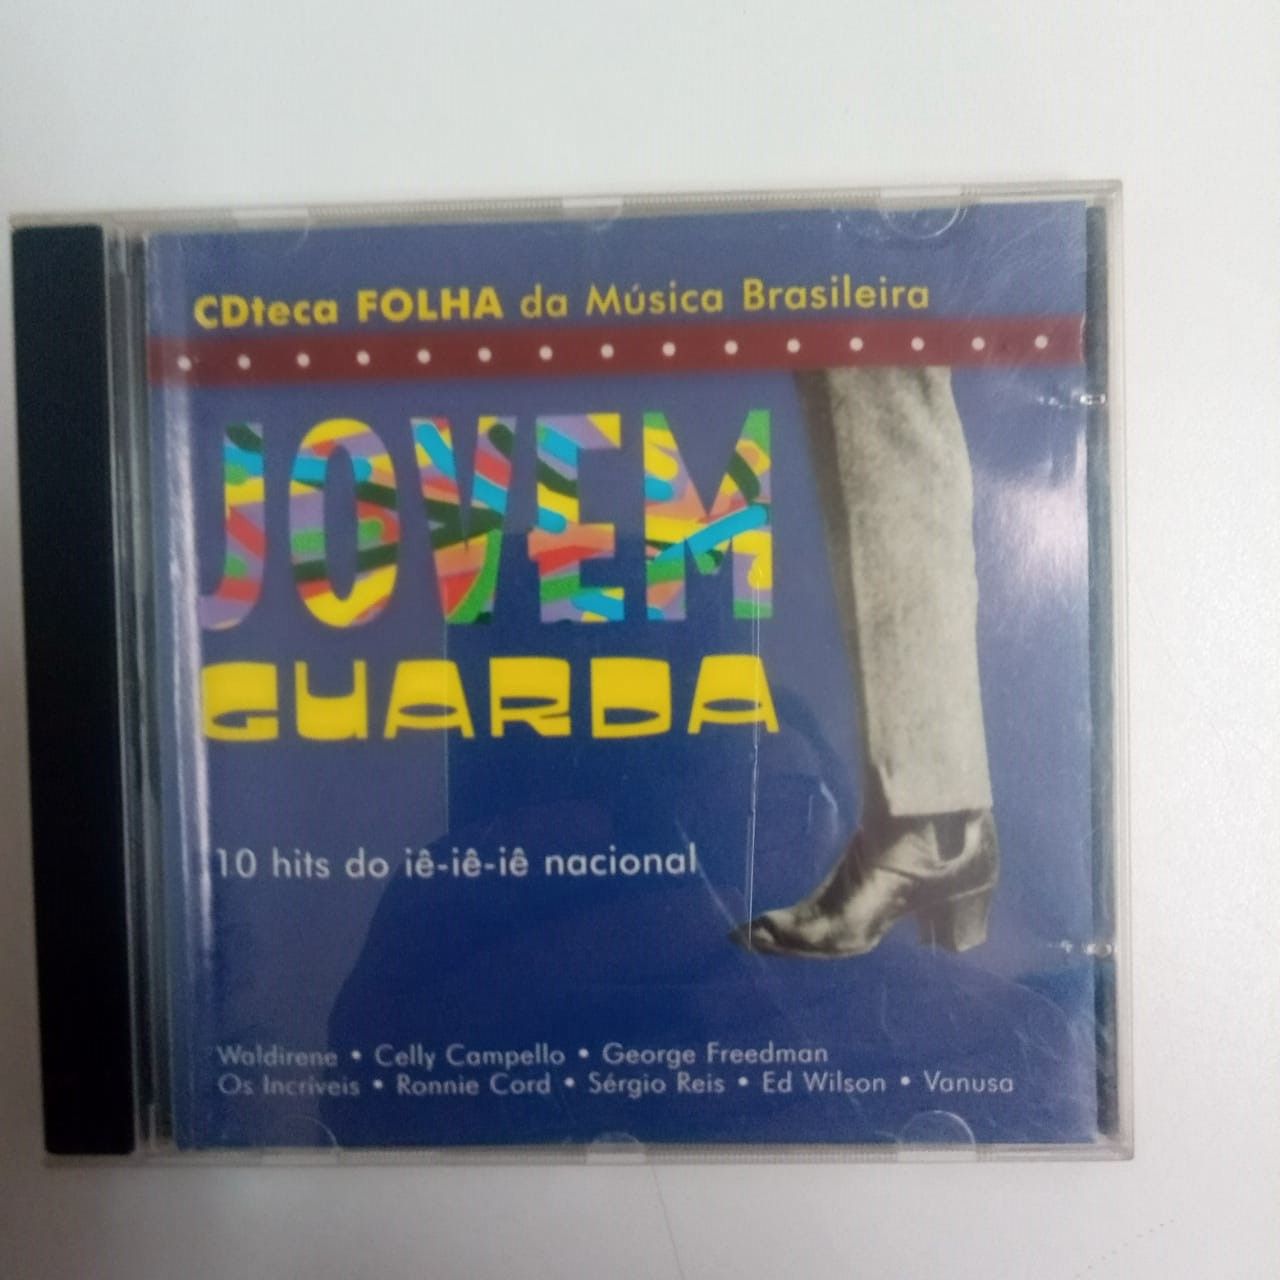 CDteca FOLHA da Música Brasileira
JOVEM
GUARDA
10 hits do iê-iê-iê nacional
Waldirene • Celly Campello • George Freedman
Os Incríveis • Ronnie Cord • Sérgio Reis • Ed Wilson • Vanusa